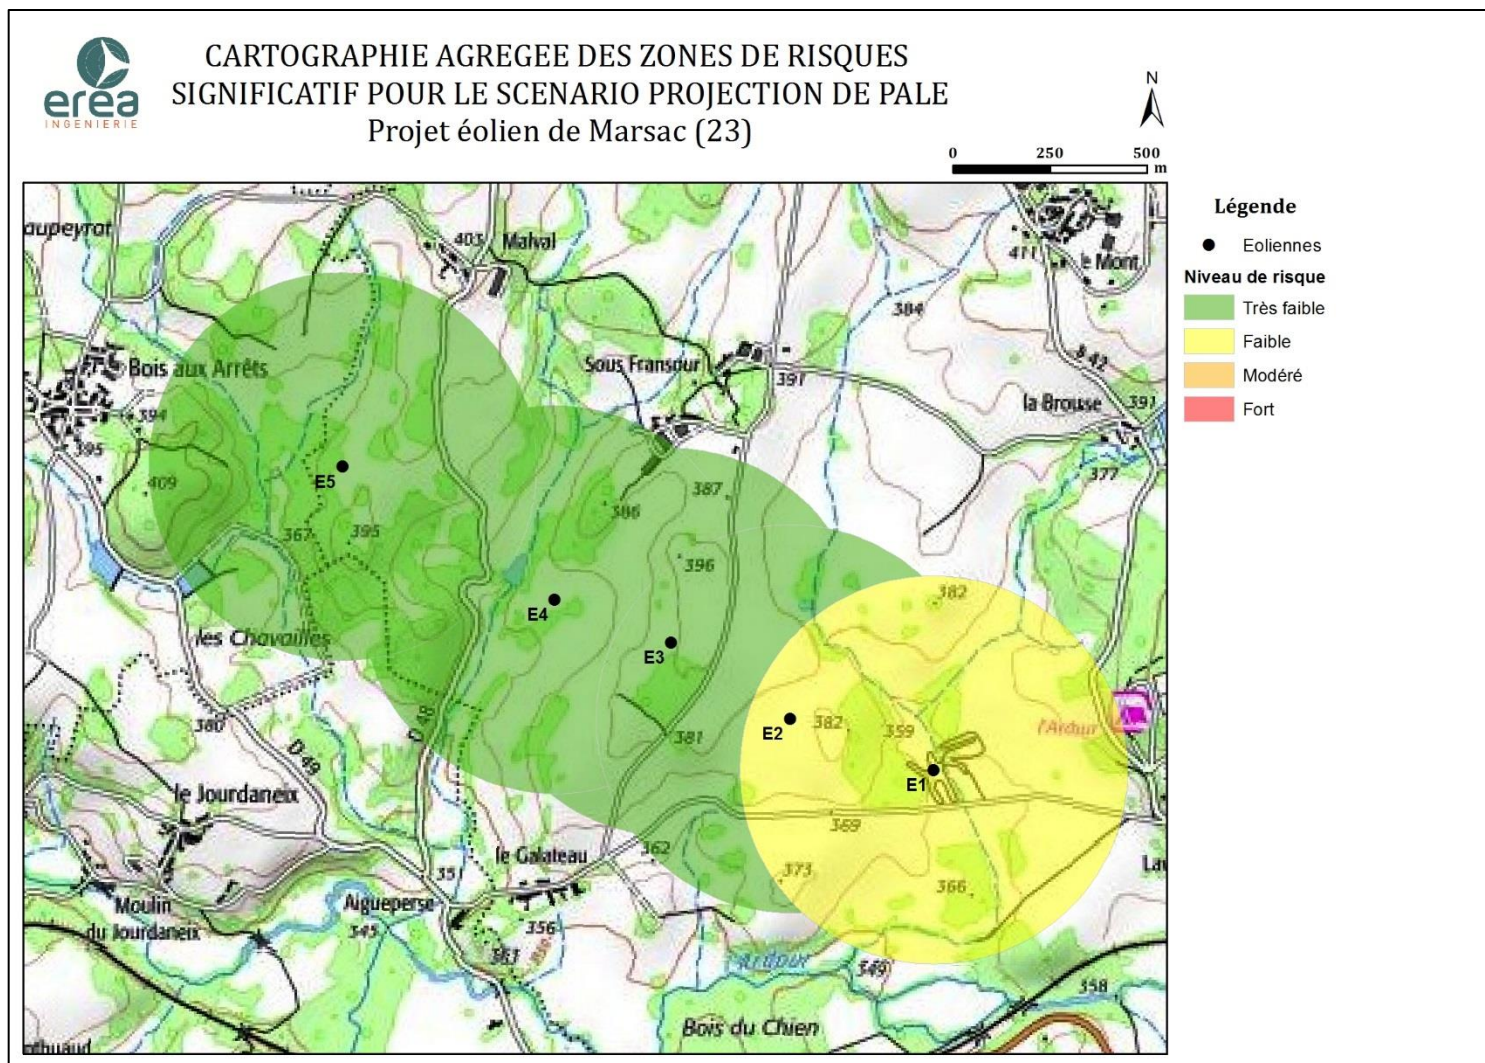 erea
INGENIERIE
CARTOGRAPHIE AGREGEE DES ZONES DE RISQUES
SIGNIFICATIF POUR LE SCENARIO PROJECTION DE PALE
Projet éolien de Marsac (23)
N
0 250 500
m
Légende
Eoliennes
Niveau de risque
Très faible
Faible
Modéré
Fort
aupeyrot
403
Malval
411
le Mont
384
Bois aux Arrêts
Sous Fransour
391
la Brousse
391
394
395
409
E5
387
386
377
367
395
396
382
E4
E3
les Chavailles
E2
382
359
l'Ardur
380
D 48
381
D 49
E1
le Jourdaneix
369
362
le Galateau
351
373
366
Moulin
du Jourdaneix
Aigueperse
345
356
349
358
Bois du Chien